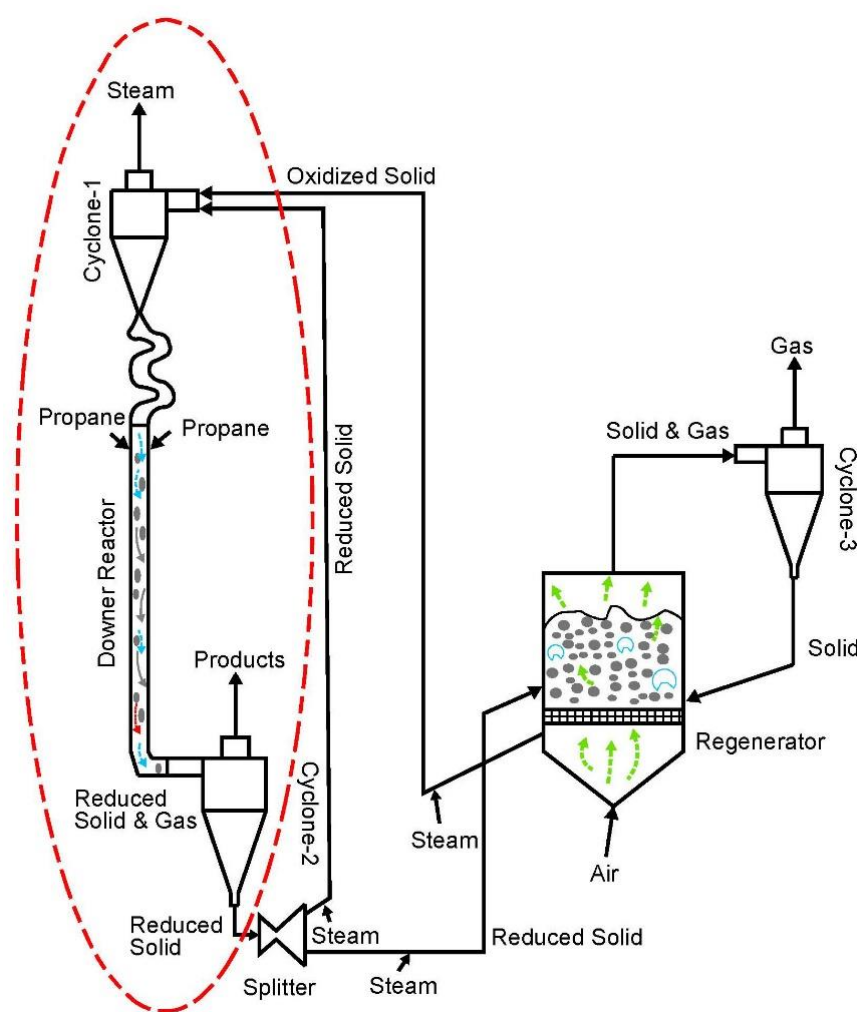 Steam
Oxidized Solid
Cyclone-1
Gas
Propane
Propane
Solid & Gas
Cyclone-3
Reduced Solid
Downer Reactor
Products
Solid
Regenerator
Reduced
Solid & Gas
Cyclone-2
Steam
Air
Reduced
Solid
Steam
Reduced Solid
Splitter
Steam